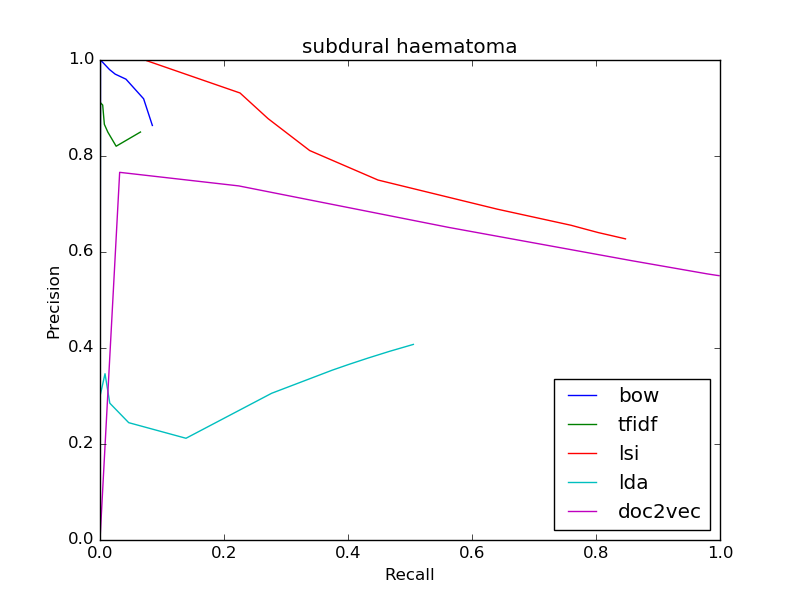 subdural haematoma
1.0
0.8
0.6
0.4
0.2
0.0
Precision
0.0 0.2 0.4 0.6 0.8 1.0
Recall
bow
tfidf
lsi
lda
doc2vec